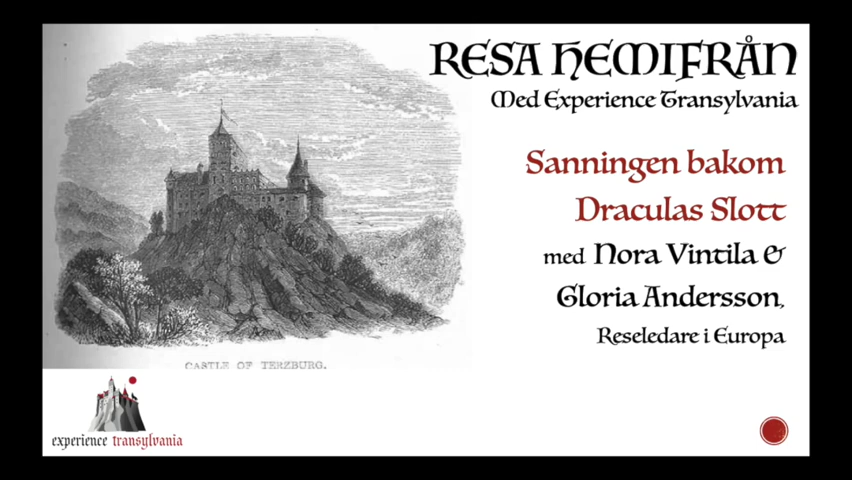 RESA HEMIFRÅN
Med Experience Transylvania
Sanningen bakom
Draculas Slott
med Nora Vintila &
Gloria Andersson,
Reseledare i Europa
CASTLE OF TERZBURG.
experience transylvania